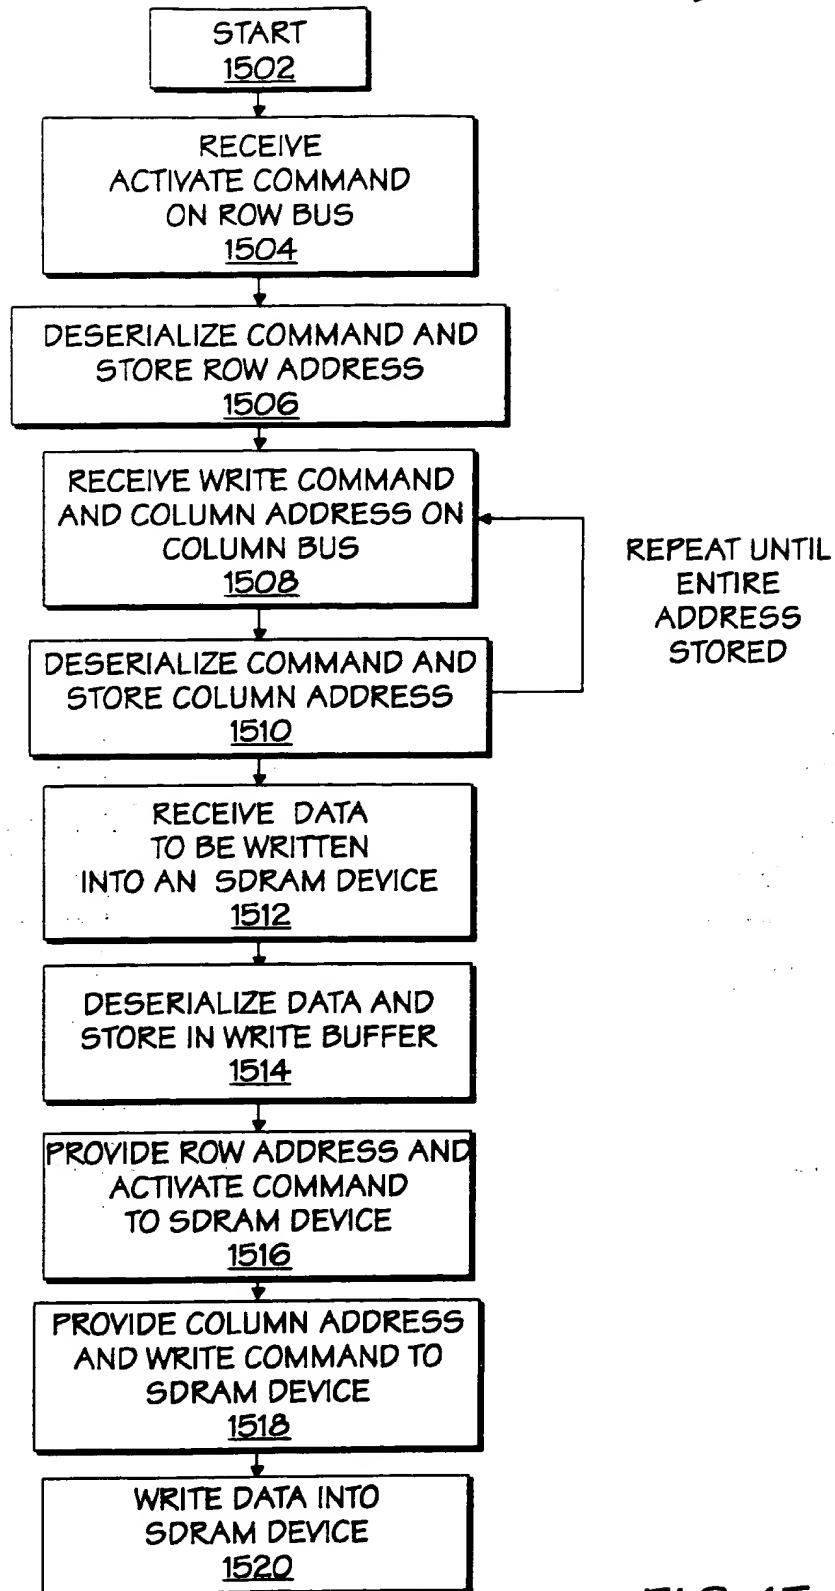 START
1502
RECEIVE
ACTIVATE COMMAND
ON ROW BUS
1504
DESERIALIZE COMMAND AND
STORE ROW ADDRESS
1506
RECEIVE WRITE COMMAND
AND COLUMN ADDRESS ON
COLUMN BUS
1508
REPEAT UNTIL
ENTIRE
ADDRESS
STORED
DESERIALIZE COMMAND AND
STORE COLUMN ADDRESS
1510
RECEIVE DATA
TO BE WRITTEN
INTO AN SDRAM DEVICE
1512
DESERIALIZE DATA AND
STORE IN WRITE BUFFER
1514
PROVIDE ROW ADDRESS AND
ACTIVATE COMMAND
TO SDRAM DEVICE
1516
PROVIDE COLUMN ADDRESS
AND WRITE COMMAND TO
SDRAM DEVICE
1518
WRITE DATA INTO
SDRAM DEVICE
1520